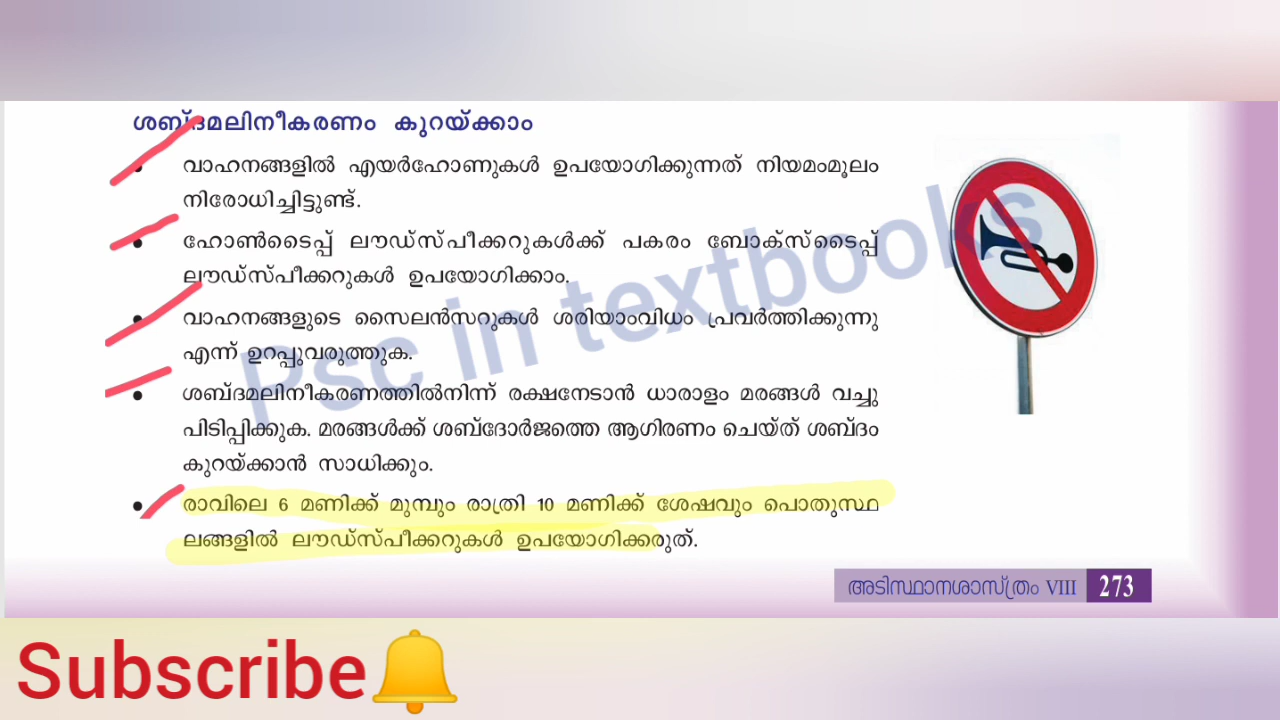 ശബ്ദമലിനീകരണം കുറയ്ക്കാം
വാഹനങ്ങളിൽ എയർഹോണുകൾ ഉപയോഗിക്കുന്നത് നിയമംമൂലം
നിരോധിച്ചിട്ടുണ്ട്.
ഹോൺടൈപ്പ് ലൗഡ്സ്പീക്കറുകൾക്ക് പകരം ബോക്സ്ടൈപ്പ്
ലൗഡ്സ്പീക്കറുകൾ ഉപയോഗിക്കാം.
വാഹനങ്ങളുടെ സൈലൻസറുകൾ ശരിയാംവിധം പ്രവർത്തിക്കുന്നു
എന്ന് ഉറപ്പുവരുത്തുക.
ശബ്ദമലിനീകരണത്തിൽനിന്ന് രക്ഷനേടാൻ ധാരാളം മരങ്ങൾ വച്ചു
പിടിപ്പിക്കുക. മരങ്ങൾക്ക് ശബ്ദോർജത്തെ ആഗിരണം ചെയ്ത് ശബ്ദം
കുറയ്ക്കാൻ സാധിക്കും.
രാവിലെ 6 മണിക്ക് മുമ്പും രാത്രി 10 മണിക്ക് ശേഷവും പൊതുസ്ഥ
ലങ്ങളിൽ ലൗഡ്സ്പീക്കറുകൾ ഉപയോഗിക്കരുത്.
Psc in textbooks
അടിസ്ഥാനശാസ്ത്രം VIII 273
Subscribe